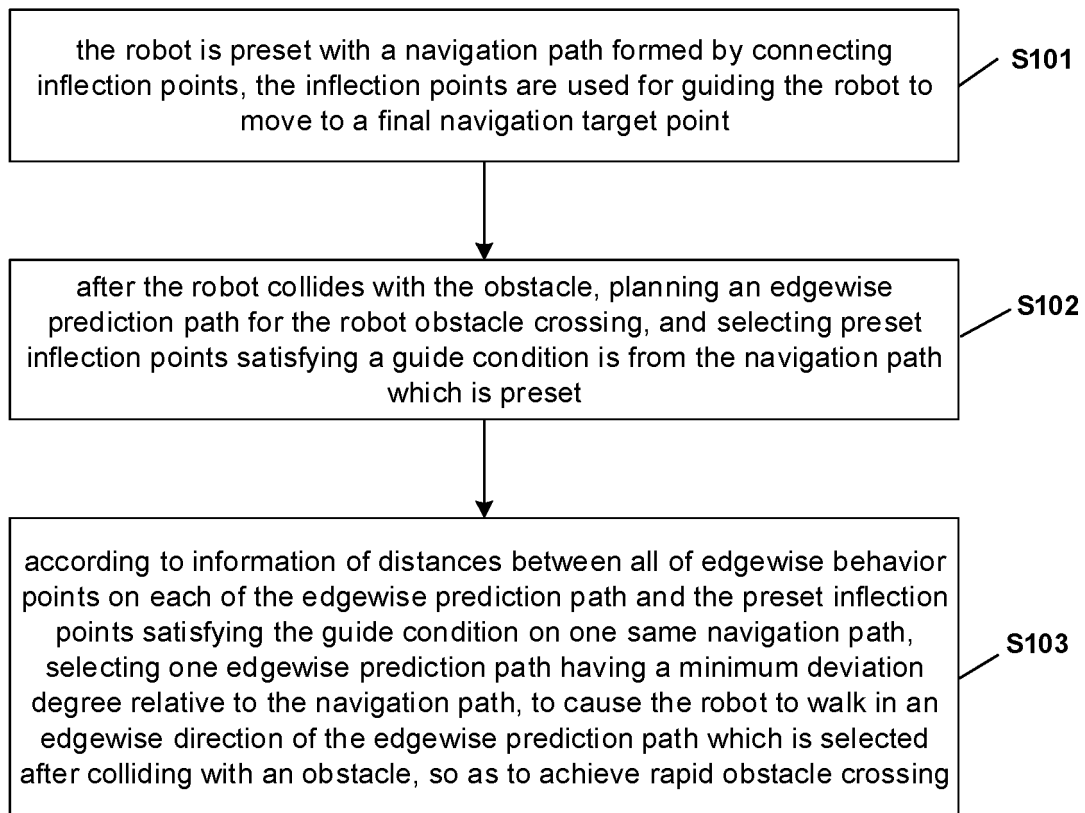 the robot is preset with a navigation path formed by connecting
inflection points, the inflection points are used for guiding the robot to
move to a final navigation target point
S101
after the robot collides with the obstacle, planning an edgewise
prediction path for the robot obstacle crossing, and selecting preset
inflection points satisfying a guide condition is from the navigation path
which is preset
S102
according to information of distances between all of edgewise behavior
points on each of the edgewise prediction path and the preset inflection
points satisfying the guide condition on one same navigation path,
selecting one edgewise prediction path having a minimum deviation
degree relative to the navigation path, to cause the robot to walk in an
edgewise direction of the edgewise prediction path which is selected
after colliding with an obstacle, so as to achieve rapid obstacle crossing
S103